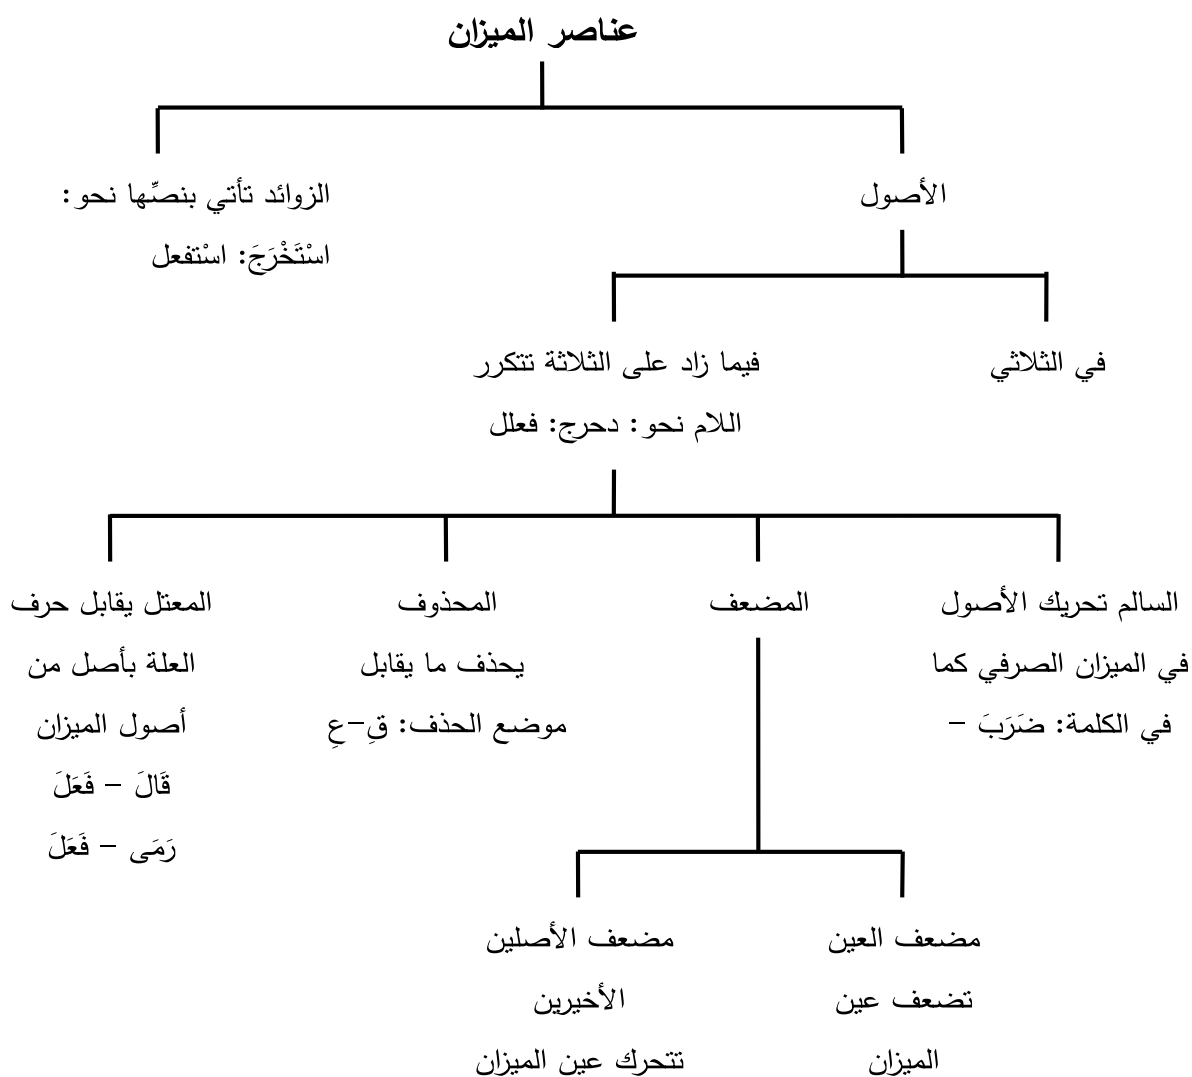 عناصر الميزان
الأصول
الزوائد تأتي بنصِّها نحو:
اسْتَخْرَجَ: اسْتفعل
في الثلاثي
فيما زاد على الثلاثة تتكرر
اللام نحو: دحرج: فعلل
السالم تحريك الأصول
في الميزان الصرفي كما
في الكلمة: ضَرَبَ –
المضعف
المحذوف
يحذف ما يقابل
موضع الحذف: قِ–عِ
المعتل يقابل حرف
العلة بأصل من
أصول الميزان
قَالَ – فَعَلَ
رَمَى – فَعَلَ
مضعف العين
تضعف عين
الميزان
مضعف الأصلين
الأخيرين
تتحرك عين الميزان